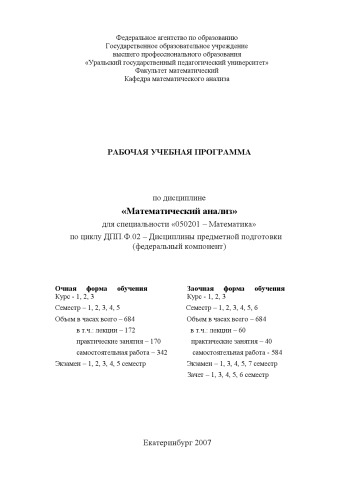 Федеральное агентство по образованию
Государственное образовательное учреждение
высшего профессионального образования
«Уральский государственный педагогический университет»
Факультет математический
Кафедра математического анализа
РАБОЧАЯ УЧЕБНАЯ ПРОГРАММА
по дисциплине
«Математический анализ»
для специальности «050201 – Математика»
по циклу ДПП.Ф.02 – Дисциплины предметной подготовки
(федеральный компонент)
Очная форма обучения
Курс - 1, 2, 3
Семестр – 1, 2, 3, 4, 5
Объем в часах всего – 684
в т.ч.: лекции – 172
практические занятия – 170
самостоятельная работа – 342
Экзамен – 1, 2, 3, 4, 5 семестр
Заочная форма обучения
Курс - 1, 2, 3
Семестр – 1, 2, 3, 4, 5, 6
Объем в часах всего – 684
в т.ч.: лекции – 60
практические занятия – 40
самостоятельная работа - 584
Экзамен – 1, 3, 4, 5, 7 семестр
Зачет – 1, 3, 4, 5, 6 семестр
Екатеринбург 2007